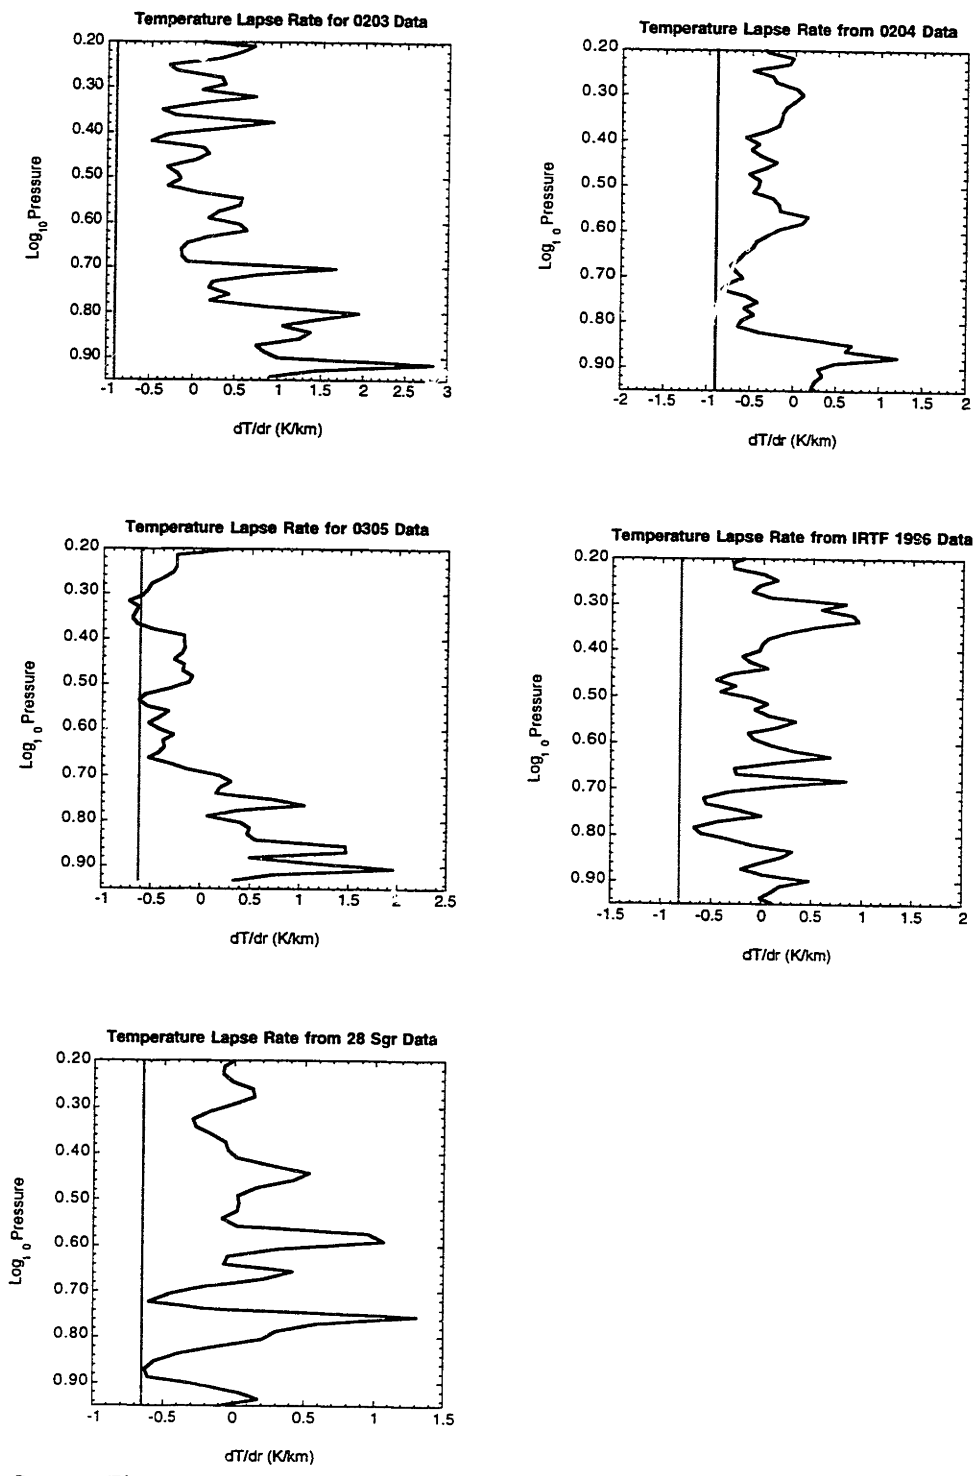 Temperature Lapse Rate for 0203 Data
0.20
0.30
0.40
0.50
0.60
0.70
0.80
0.90
Log10 Pressure
-1 -0.5 0 0.5 1 1.5 2 2.5 3
dT/dr (K/km)
Temperature Lapse Rate from 0204 Data
0.20
0.30
0.40
0.50
0.60
0.70
0.80
0.90
Log10 Pressure
-2 -1.5 -1 -0.5 0 0.5 1 1.5 2
dT/dr (K/km)
Temperature Lapse Rate for 0305 Data
0.20
0.30
0.40
0.50
0.60
0.70
0.80
0.90
Log10 Pressure
-1 -0.5 0 0.5 1 1.5 2 2.5
dT/dr (K/km)
Temperature Lapse Rate from IRTF 1996 Data
0.20
0.30
0.40
0.50
0.60
0.70
0.80
0.90
Log10 Pressure
-1.5 -1 -0.5 0 0.5 1 1.5 2
dT/dr (K/km)
Temperature Lapse Rate from 28 Sgr Data
0.20
0.30
0.40
0.50
0.60
0.70
0.80
0.90
Log10 Pressure
-1 -0.5 0 0.5 1 1.5
dT/dr (K/km)